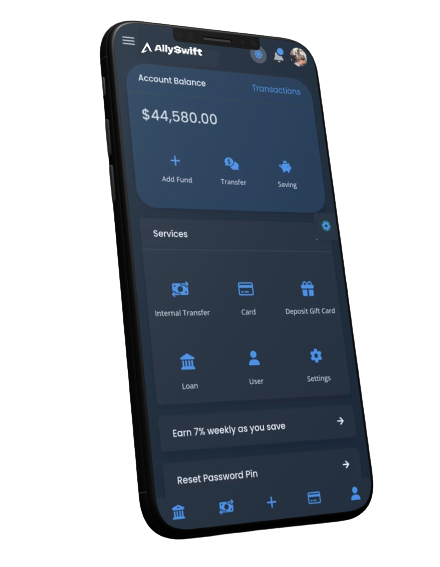 AllySwift
Account Balance
Transactions
$44,580.00
Add Fund
Transfer
Saving
Services
Internal Transfer
Card
Deposit Gift Card
Loan
User
Settings
Earn 7% weekly as you save
Reset Password Pin